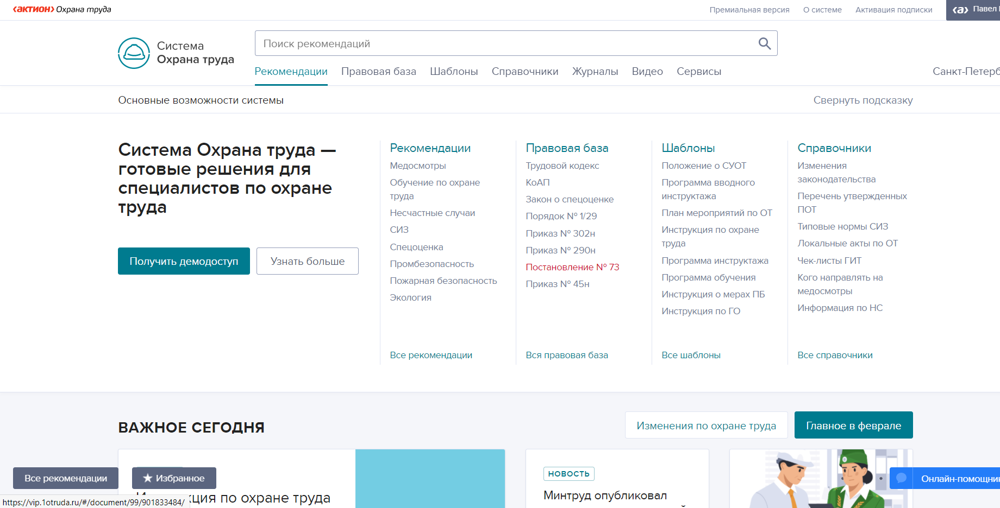 ‹актион› Охрана труда
Премиальная версия
О системе
Активация подписки
‹а› Павел
Система
Охрана труда
Поиск рекомендаций
Рекомендации
Правовая база
Шаблоны
Справочники
Журналы
Видео
Сервисы
Санкт-Петерб
Основные возможности системы
Свернуть подсказку
Система Охрана труда —
готовые решения для
специалистов по охране
труда
Получить демодоступ
Узнать больше
Рекомендации
Медосмотры
Обучение по охране
труда
Несчастные случаи
СИЗ
Спецоценка
Промбезопасность
Пожарная безопасность
Экология
Все рекомендации
Правовая база
Трудовой кодекс
КоАП
Закон о спецоценке
Порядок № 1/29
Приказ № 302н
Приказ № 290н
Постановление № 73
Приказ № 45н
Вся правовая база
Шаблоны
Положение о СУОТ
Программа вводного
инструктажа
План мероприятий по ОТ
Инструкция по охране
труда
Программа инструктажа
Программа обучения
Инструкция о мерах ПБ
Инструкция по ГО
Все шаблоны
Справочники
Изменения
законодательства
Перечень утвержденных
ПОТ
Типовые нормы СИЗ
Локальные акты по ОТ
Чек-листы ГИТ
Кого направлять на
медосмотры
Информация по НС
Все справочники
ВАЖНОЕ СЕГОДНЯ
Изменения по охране труда
Главное в феврале
Все рекомендации
Избранное
по охране труда
НОВОСТЬ
Минтруд опубликовал
Онлайн-помощник
https://vip.1otruda.ru/#/document/99/901833484/